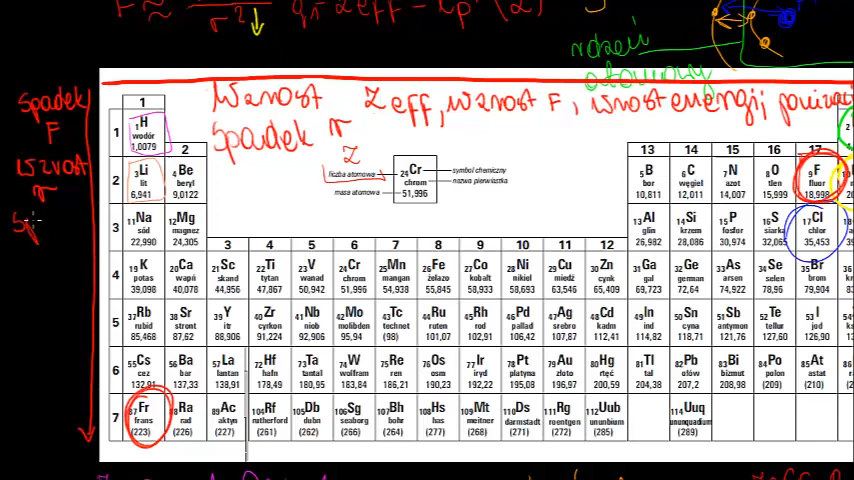 rdzeń
atomowy
Spadek
F
wzrost
r
Sp
Wzrost Zeff, wzrost F, wzrost energii
spadek r
Z
1
2
13 14 15 16 17
1
1 H
wodór
1,0079
2
3 Li 4 Be
lit beryl
6,941 9,0122
liczba atomowa 24 Cr symbol chemiczny
chrom nazwa pierwiastka
masa atomowa 51,996
5 B 6 C 7 N 8 O 9 F
bor węgiel azot tlen fluor
10,811 12,011 14,007 15,999 18,998
3
11 Na 12 Mg
sód magnez
22,990 24,305
3 4 5 6 7 8 9 10 11 12
13 Al 14 Si 15 P 16 S 17 Cl
glin krzem fosfor siarka chlor
26,982 28,086 30,974 32,065 35,453
4
19 K 20 Ca 21 Sc 22 Ti 23 V 24 Cr 25 Mn 26 Fe 27 Co 28 Ni 29 Cu 30 Zn 31 Ga 32 Ge 33 As 34 Se 35 Br
potas wapń skand tytan wanad chrom mangan żelazo kobalt nikiel miedź cynk gal german arsen selen brom
39,098 40,078 44,956 47,867 50,942 51,996 54,938 55,845 58,933 58,693 63,546 65,409 69,723 72,64 74,922 78,96 79,904
5
37 Rb 38 Sr 39 Y 40 Zr 41 Nb 42 Mo 43 Tc 44 Ru 45 Rh 46 Pd 47 Ag 48 Cd 49 In 50 Sn 51 Sb 52 Te 53 I
rubid stront itr cyrkon niob molibden technet ruten rod pallad srebro kadm ind cyna antymon tellur jod
85,468 87,62 88,906 91,224 92,906 95,94 (98) 101,07 102,91 106,42 107,87 112,41 114,82 118,71 121,76 127,60 126,90
6
55 Cs 56 Ba 57 La 72 Hf 73 Ta 74 W 75 Re 76 Os 77 Ir 78 Pt 79 Au 80 Hg 81 Tl 82 Pb 83 Bi 84 Po 85 At
cez bar lantan hafn tantal wolfram ren osm iryd platyna złoto rtęć tal ołów bizmut polon astat
132,91 137,33 138,91 178,49 180,95 183,84 186,21 190,23 192,22 195,08 196,97 200,59 204,38 207,2 208,98 (209) (210)
7
87 Fr 88 Ra 89 Ac 104 Rf 105 Db 106 Sg 107 Bh 108 Hs 109 Mt 110 Ds 111 Rg 112 Uub 114 Uuq
frans rad aktyn rutherford dubn seaborg bohr has meitner darmstadt roentgen ununbium ununquadium
(223) (226) (227) (261) (262) (266) (264) (277) (268) (271) (272) (285) (289)